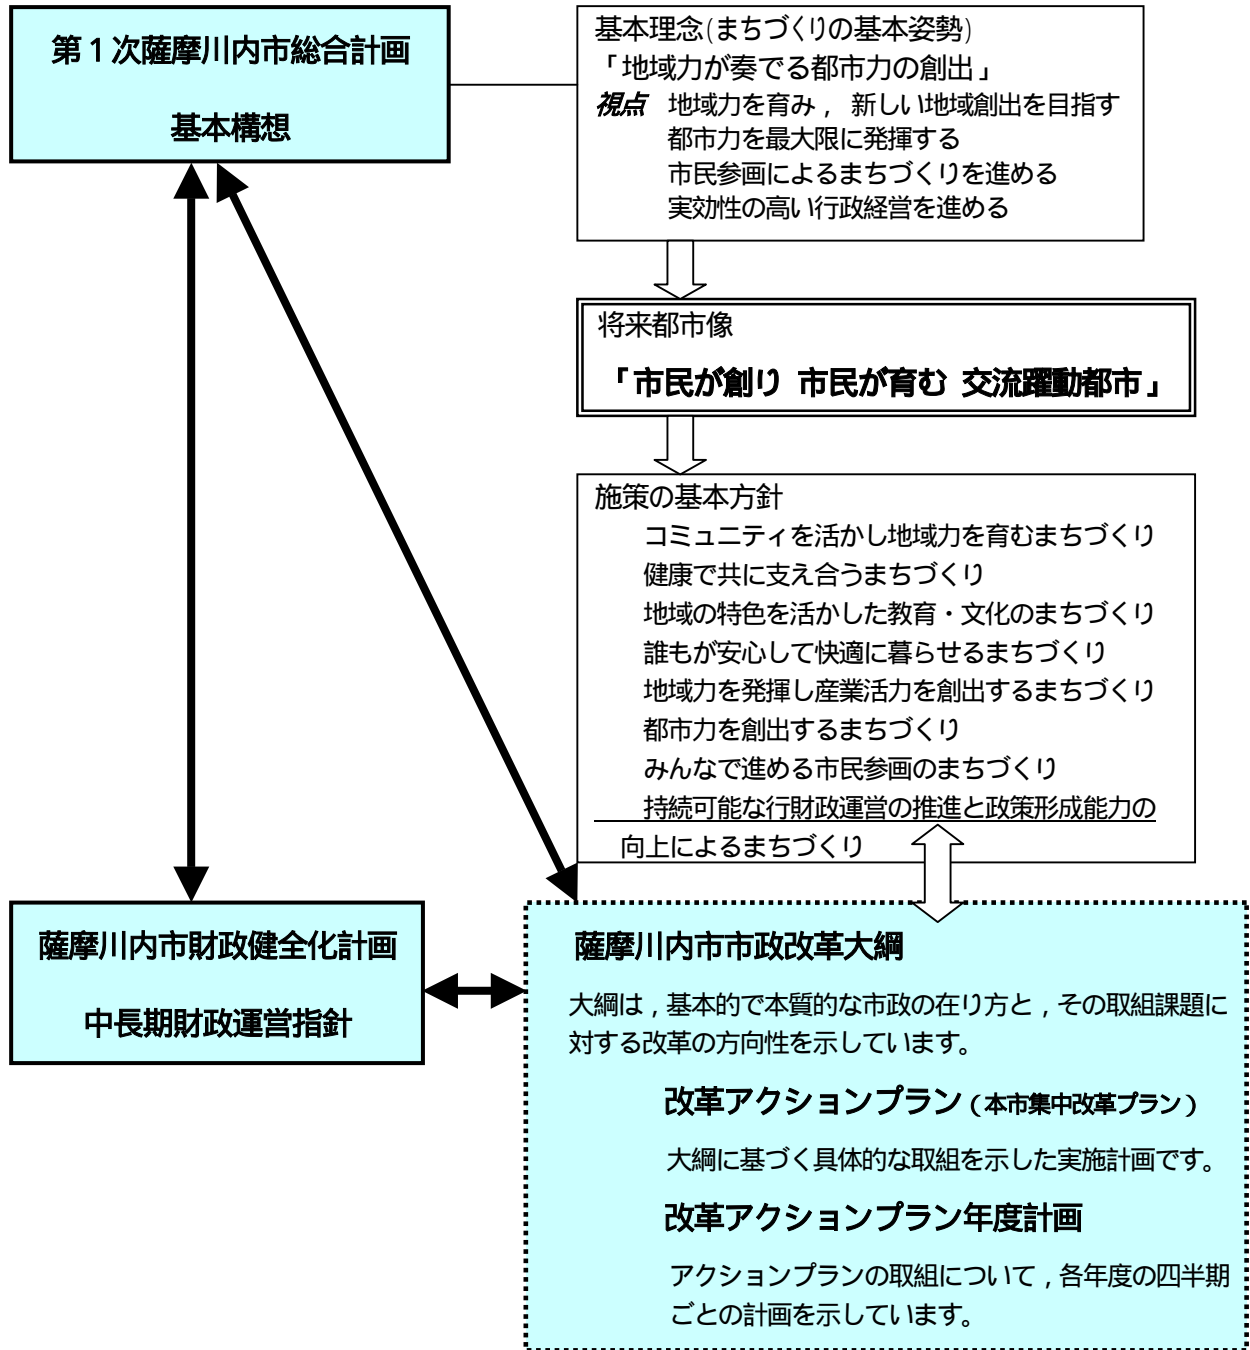 第１次薩摩川内市総合計画
基本構想
基本理念(まちづくりの基本姿勢)
「地域力が奏でる都市力の創出」
視点　地域力を育み，新しい地域創出を目指す
都市力を最大限に発揮する
市民参画によるまちづくりを進める
実効性の高い行政経営を進める
将来都市像
「市民が創り 市民が育む 交流躍動都市」
施策の基本方針
コミュニティを活かし地域力を育むまちづくり
健康で共に支え合うまちづくり
地域の特色を活かした教育・文化のまちづくり
誰もが安心して快適に暮らせるまちづくり
地域力を発揮し産業活力を創出するまちづくり
都市力を創出するまちづくり
みんなで進める市民参画のまちづくり
持続可能な行財政運営の推進と政策形成能力の
向上によるまちづくり
薩摩川内市財政健全化計画
中長期財政運営指針
薩摩川内市市政改革大綱
大綱は，基本的で本質的な市政の在り方と，その取組課題に
対する改革の方向性を示しています。
改革アクションプラン（本市集中改革プラン）
大綱に基づく具体的な取組を示した実施計画です。
改革アクションプラン年度計画
アクションプランの取組について，各年度の四半期
ごとの計画を示しています。